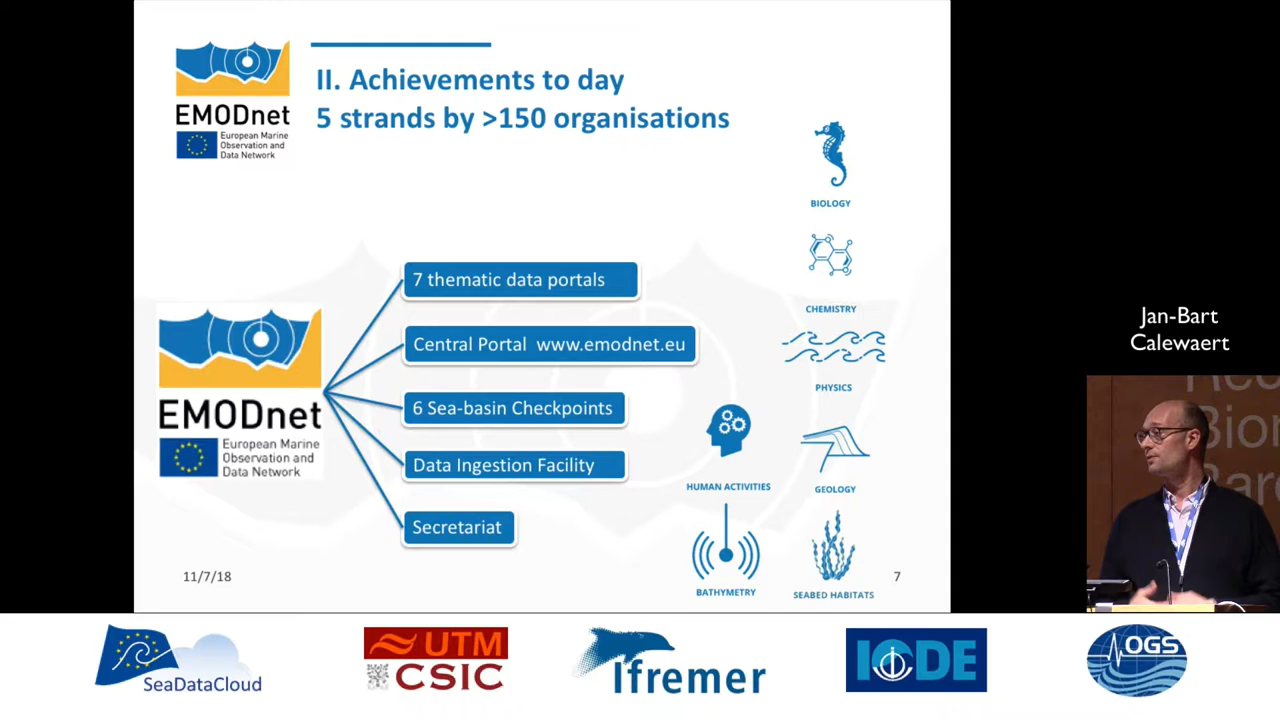 EMODnet
European Marine
Observation and
Data Network
II. Achievements to day
5 strands by >150 organisations
BIOLOGY
CHEMISTRY
PHYSICS
HUMAN ACTIVITIES
GEOLOGY
BATHYMETRY
SEABED HABITATS
EMODnet
European Marine
Observation and
Data Network
7 thematic data portals
Central Portal www.emodnet.eu
6 Sea-basin Checkpoints
Data Ingestion Facility
Secretariat
11/7/18
7
Jan-Bart
Calewaert
SeaDataCloud
UTM
CSIC
Ifremer
IODE
OGS